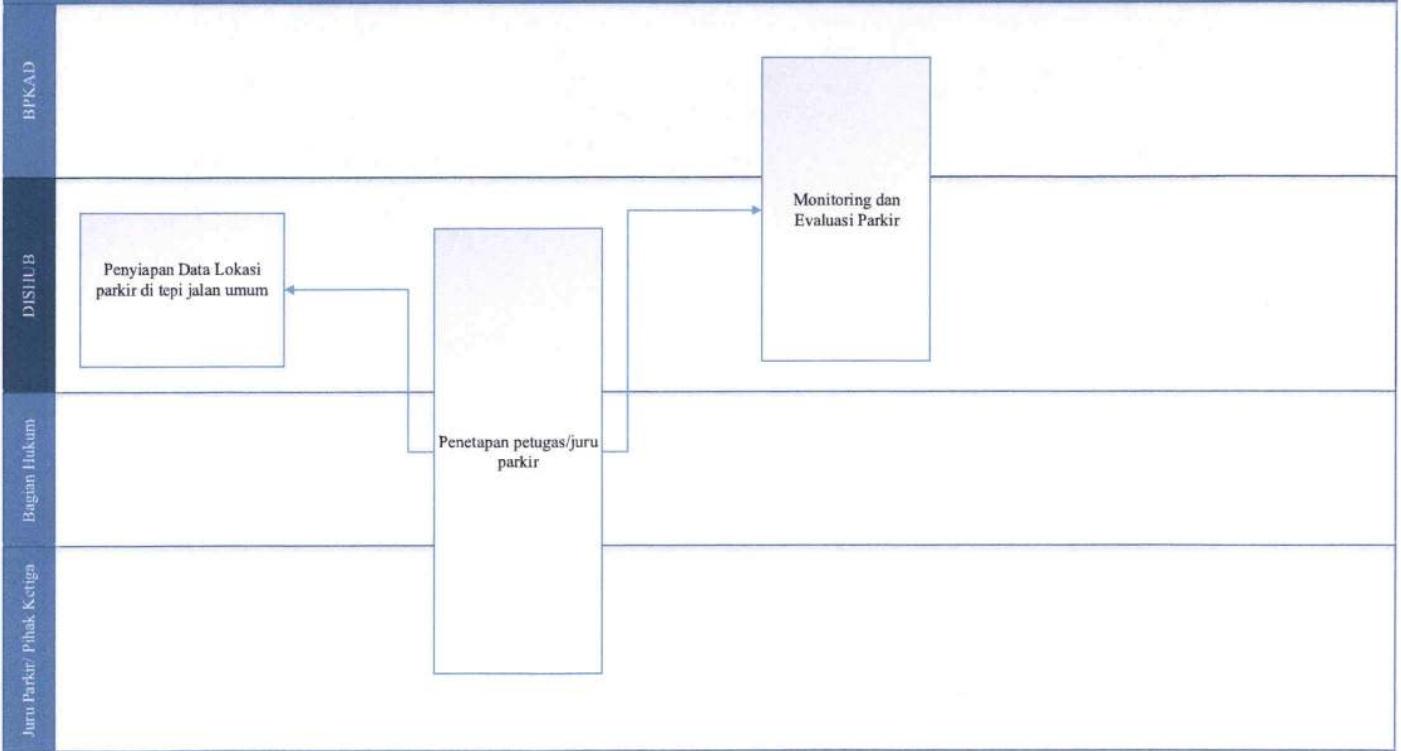 BPKAD
DISHUB
Bagian Hukum
Juru Parkir/ Pihak Ketiga
Penyiapan Data Lokasi
parkir di tepi jalan umum
Penetapan petugas/juru
parkir
Monitoring dan
Evaluasi Parkir